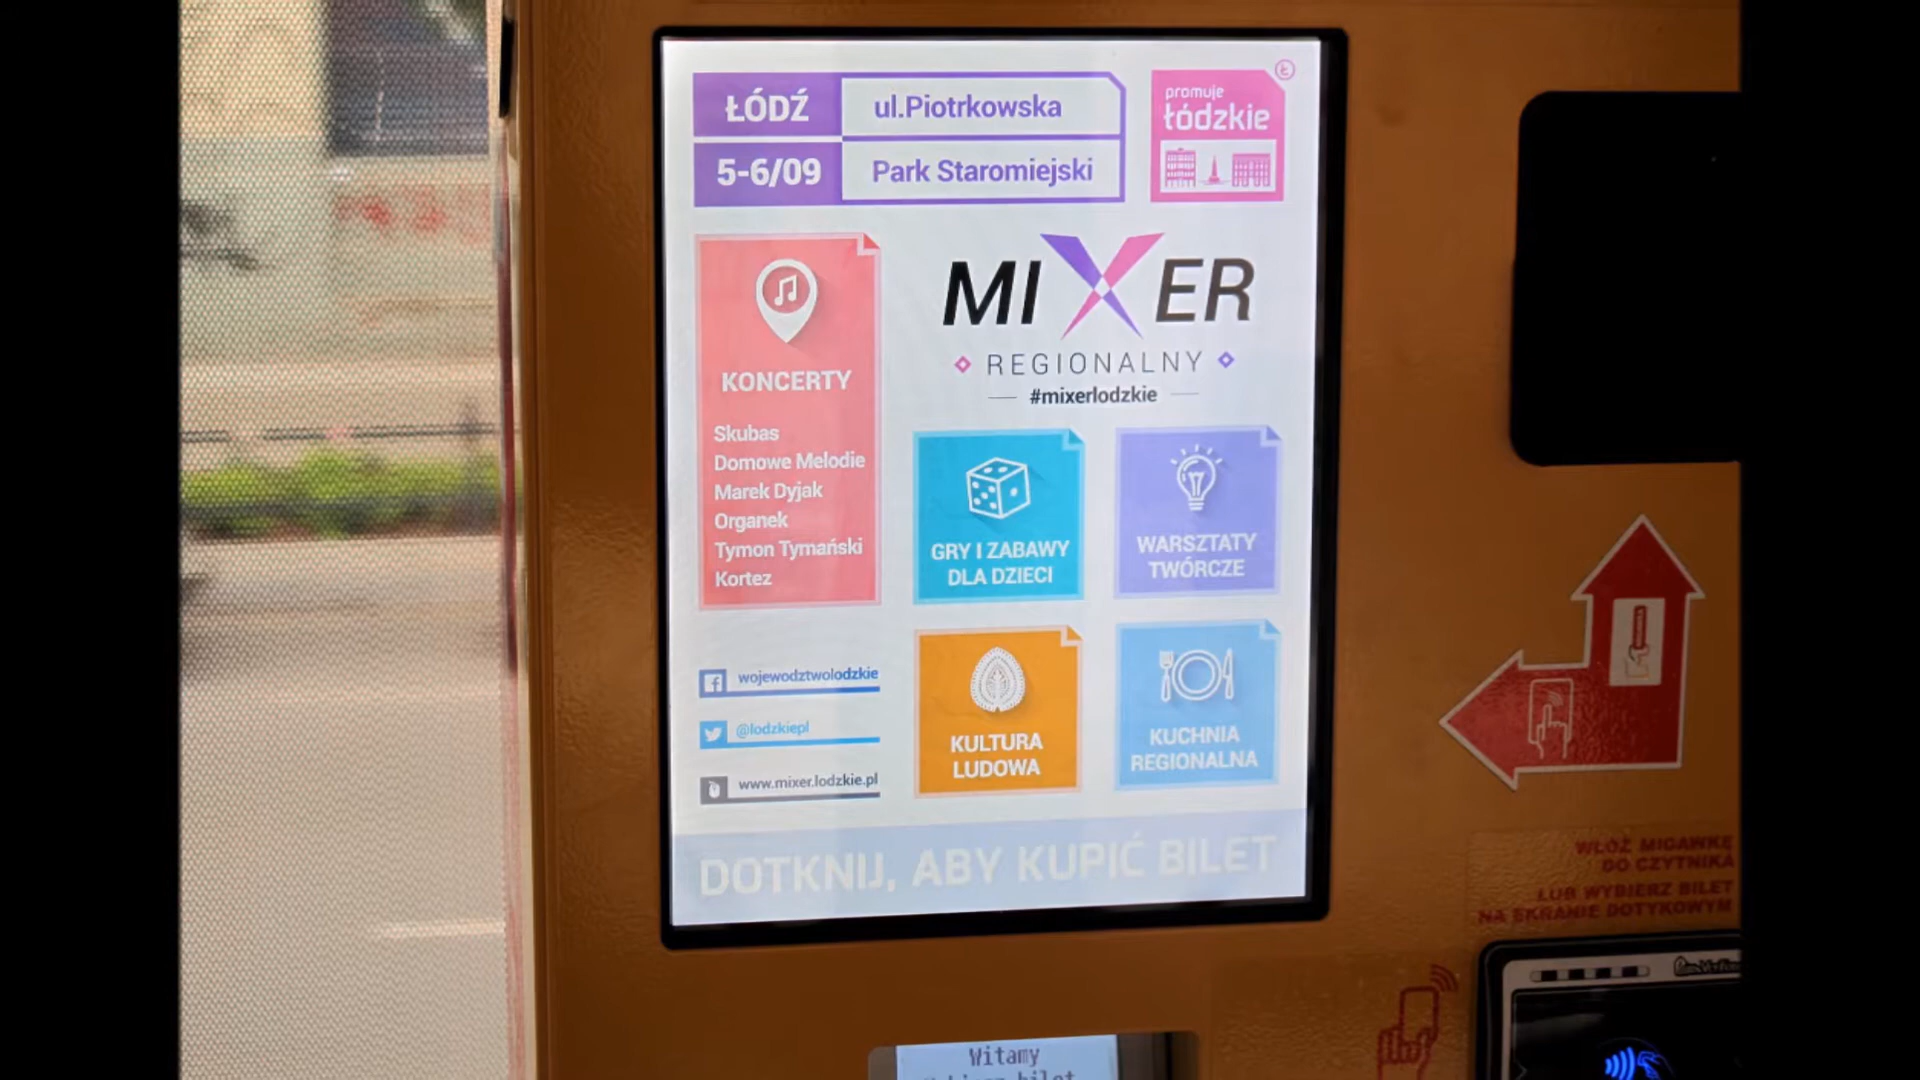 ŁÓDŹ
ul.Piotrkowska
5-6/09
Park Staromiejski
promuje
łódzkie
MIXER
REGIONALNY
#mixerlodzkie
KONCERTY
Skubas
Domowe Melodie
Marek Dyjak
Organek
Tymon Tymański
Kortez
GRY I ZABAWY
DLA DZIECI
WARSZTATY
TWÓRCZE
KULTURA
LUDOWA
KUCHNIA
REGIONALNA
wojewodztwolodzkie
@lodzkiepl
www.mixer.lodzkie.pl
DOTKNIJ, ABY KUPIĆ BILET
WŁÓŻ MIGAWKĘ
DO CZYTNIKA
LUB WYBIERZ BILET
NA EKRANIE DOTYKOWYM
Witamy
bilet